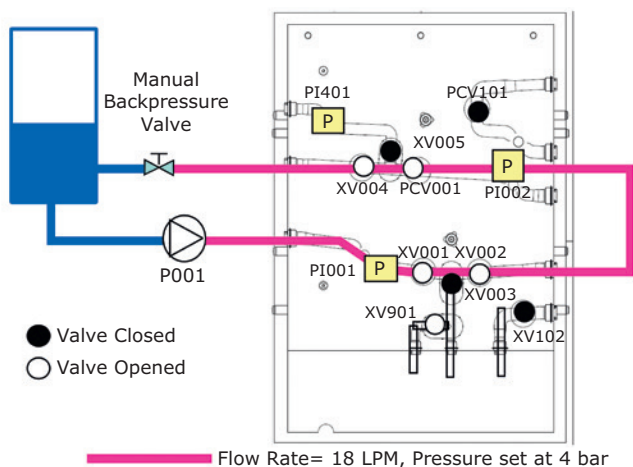 Manual
Backpressure
Valve
PI401
P
PCV101
XV005
XV004
PCV001
P
PI002
P001
PI001
P
XV001
XV002
XV003
XV901
XV102
Valve Closed
Valve Opened
Flow Rate= 18 LPM, Pressure set at 4 bar